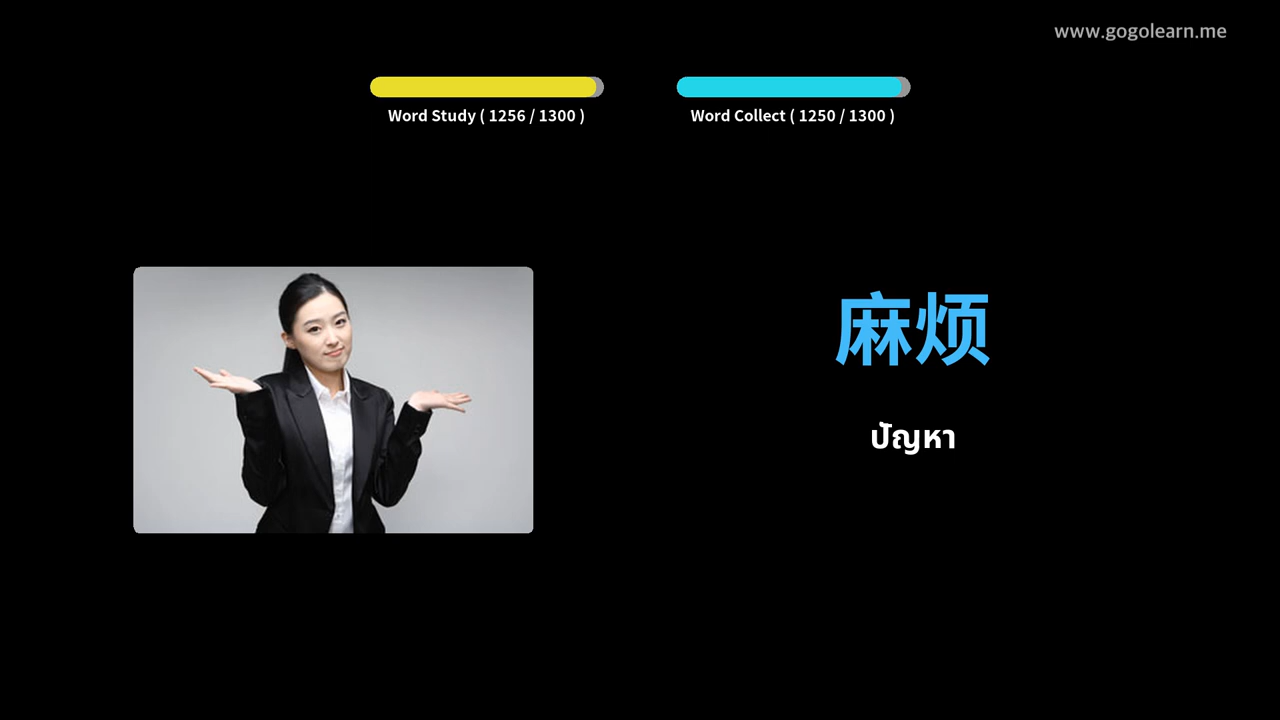 www.gogolearn.me
Word Study ( 1256 / 1300 )
Word Collect ( 1250 / 1300 )
麻烦
ปัญหา